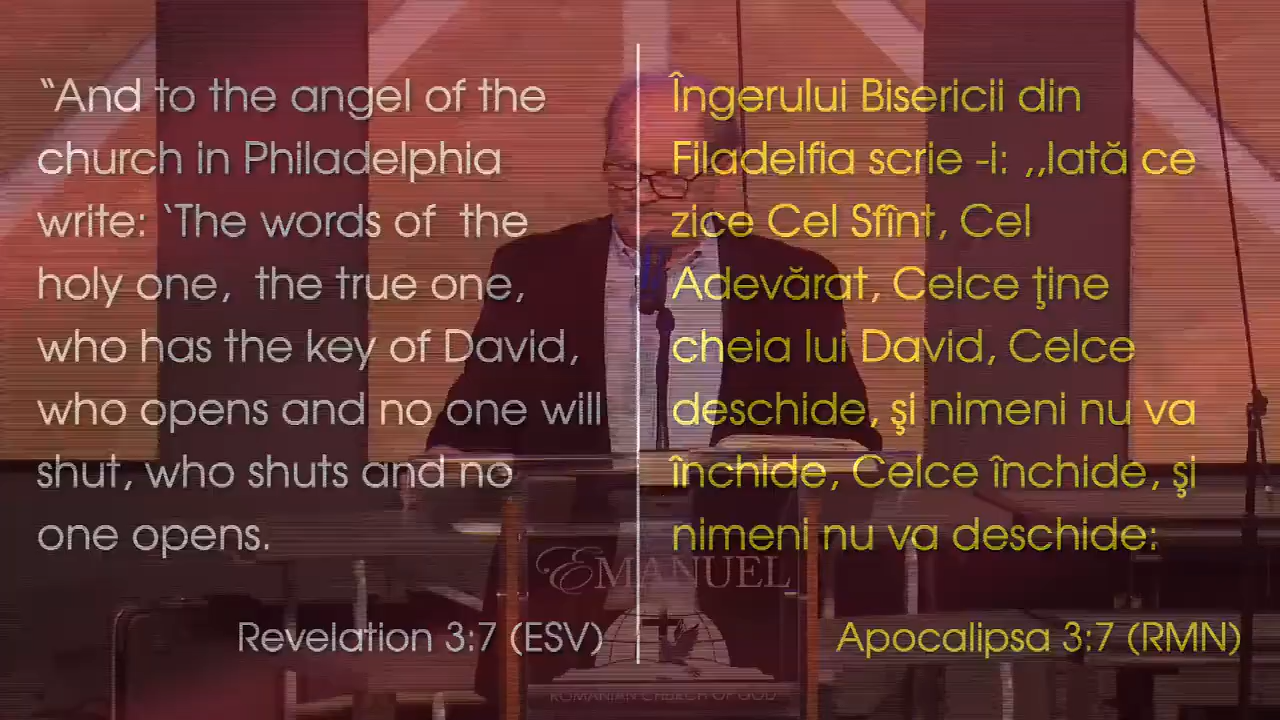 “And to the angel of the
church in Philadelphia
write: ‘The words of  the
holy one,  the true one,
who has the key of David,
who opens and no one will
shut, who shuts and no
one opens.
Revelation 3:7 (ESV)
Îngerului Bisericii din
Filadelfia scrie -i: ,,Iată ce
zice Cel Sfînt, Cel
Adevărat, Celce ţine
cheia lui David, Celce
deschide, şi nimeni nu va
închide, Celce închide, şi
nimeni nu va deschide:
Apocalipsa 3:7 (RMN)
EMANUEL
ROMANIAN CHURCH OF GOD